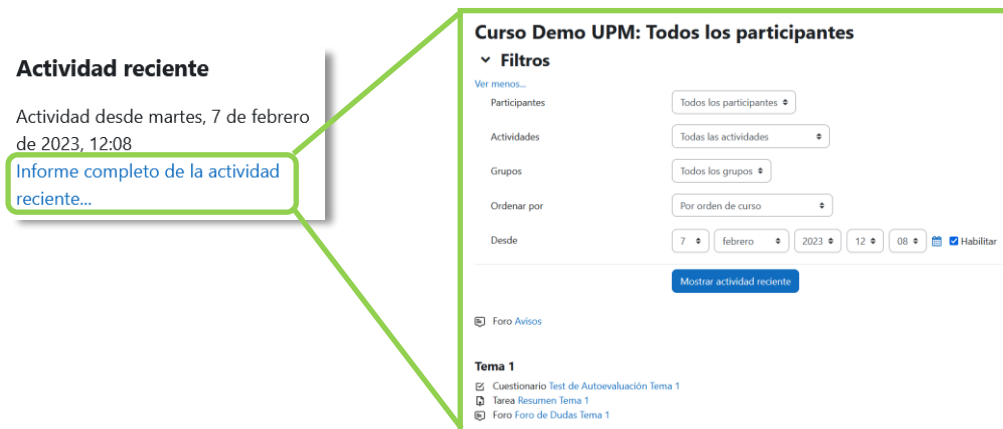 Actividad reciente
Actividad desde martes, 7 de febrero
de 2023, 12:08
Informe completo de la actividad
reciente...
Curso Demo UPM: Todos los participantes
Filtros
Ver menos...
Participantes Todos los participantes
Actividades Todas las actividades
Grupos Todos los grupos
Ordenar por Por orden de curso
Desde 7 febrero 2023 12 08 Habilitar
Mostrar actividad reciente
Foro Avisos
Tema 1
Cuestionario Test de Autoevaluación Tema 1
Tarea Resumen Tema 1
Foro Foro de Dudas Tema 1